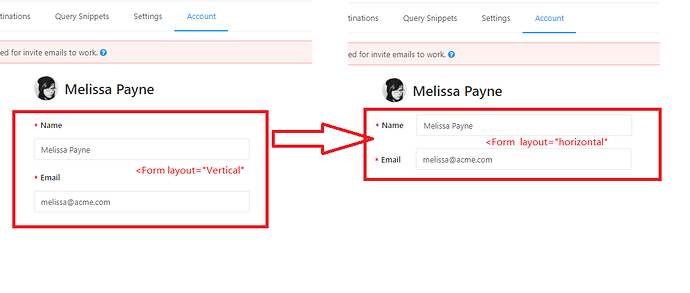 tinations Query Snippets Settings Account
ed for invite emails to work.
Melissa Payne
* Name
Melissa Payne
<Form layout="Vertical"
* Email
melissa@acme.com
tinations Query Snippets Settings Account
ed for invite emails to work.
Melissa Payne
* Name Melissa Payne
<Form layout="horizontal"
* Email melissa@acme.com